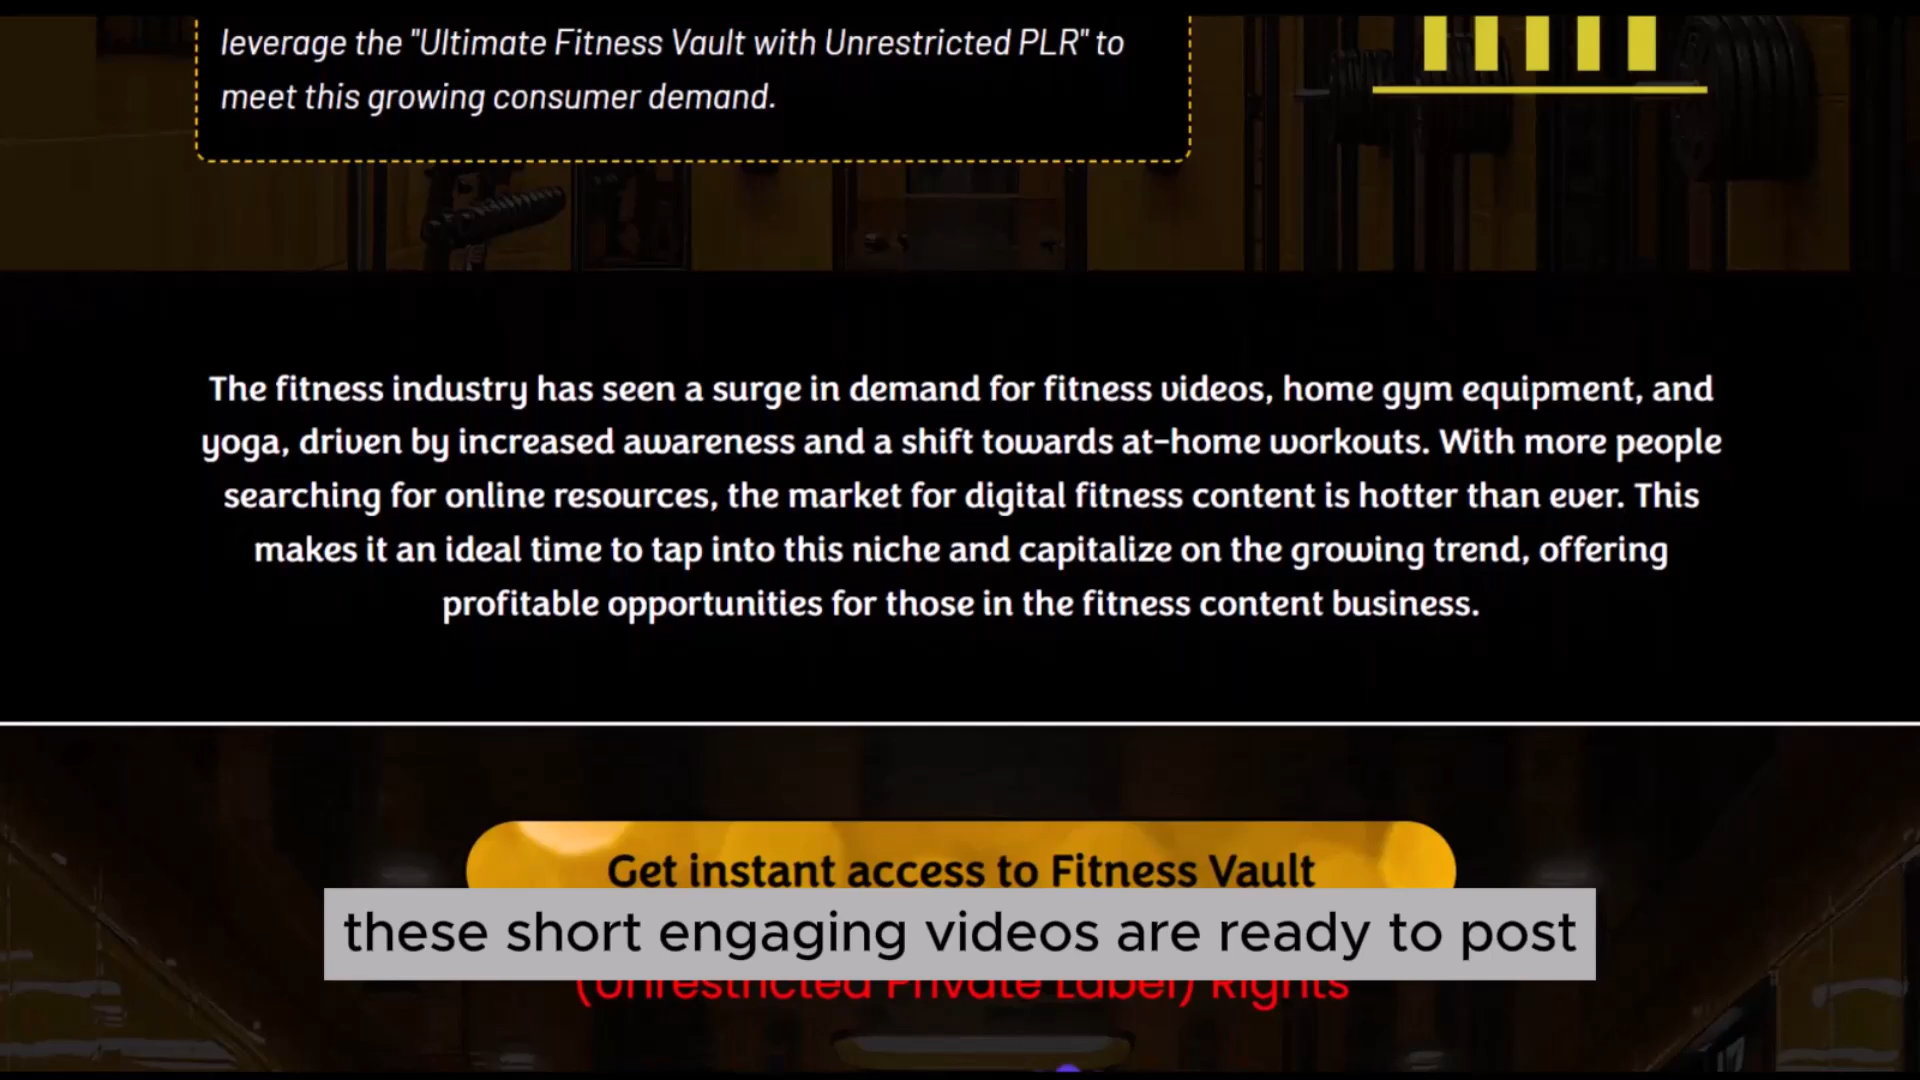 leverage the "Ultimate Fitness Vault with Unrestricted PLR" to
meet this growing consumer demand.
The fitness industry has seen a surge in demand for fitness videos, home gym equipment, and
yoga, driven by increased awareness and a shift towards at-home workouts. With more people
searching for online resources, the market for digital fitness content is hotter than ever. This
makes it an ideal time to tap into this niche and capitalize on the growing trend, offering
profitable opportunities for those in the fitness content business.
Get instant access to Fitness Vault
these short engaging videos are ready to post
(Unrestricted Private Label) Rights